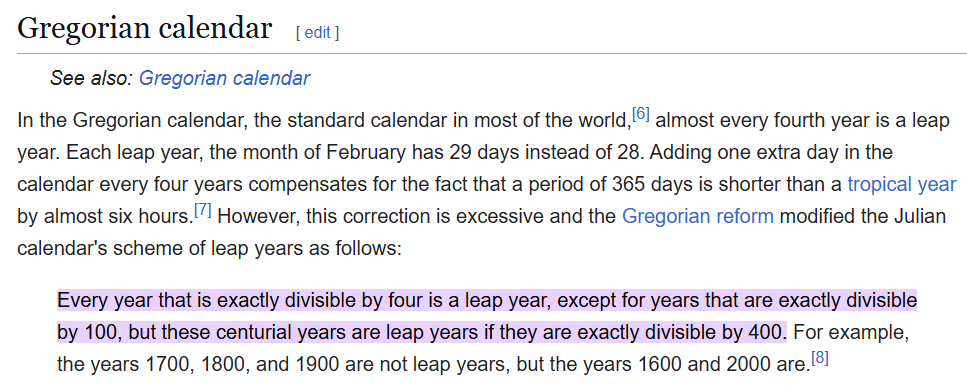 Gregorian calendar [ edit ]
See also: Gregorian calendar
In the Gregorian calendar, the standard calendar in most of the world,[6] almost every fourth year is a leap
year. Each leap year, the month of February has 29 days instead of 28. Adding one extra day in the
calendar every four years compensates for the fact that a period of 365 days is shorter than a tropical year
by almost six hours.[7] However, this correction is excessive and the Gregorian reform modified the Julian
calendar's scheme of leap years as follows:
Every year that is exactly divisible by four is a leap year, except for years that are exactly divisible
by 100, but these centurial years are leap years if they are exactly divisible by 400. For example,
the years 1700, 1800, and 1900 are not leap years, but the years 1600 and 2000 are.[8]